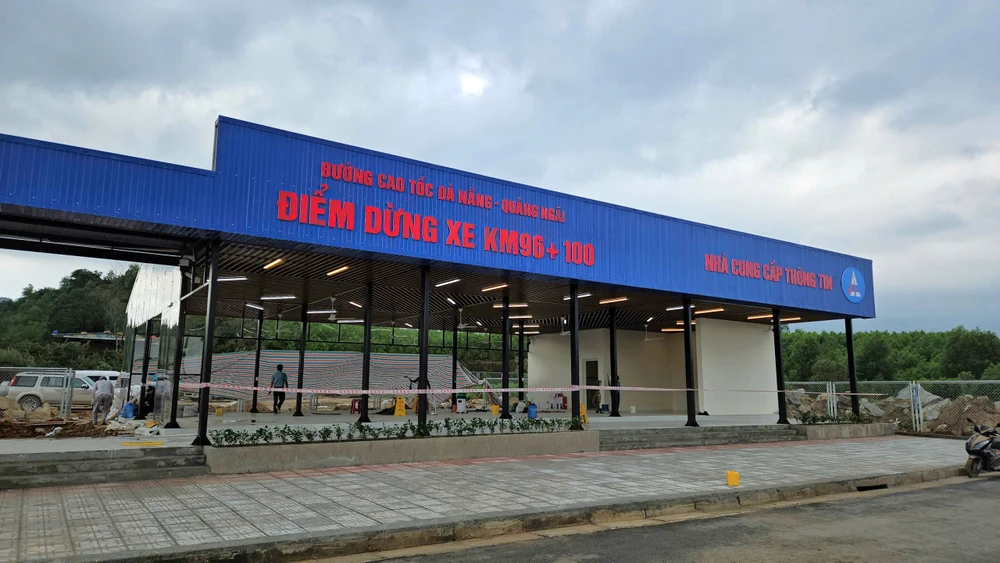 ĐƯỜNG CAO TỐC ĐÀ NẴNG - QUẢNG NGÃI
ĐIỂM DỪNG XE KM96+100
NHÀ CUNG CẤP THÔNG TIN